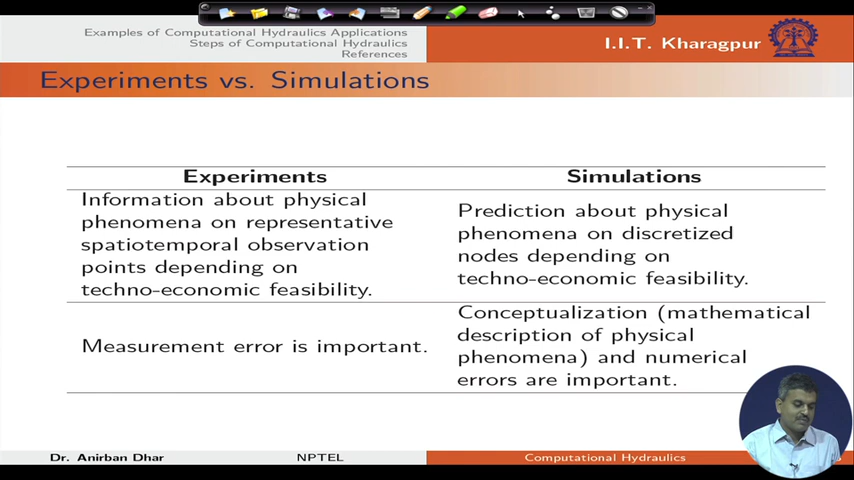 Examples of Computational Hydraulics Applications
Steps of Computational Hydraulics
References
I.I.T. Kharagpur
Experiments vs. Simulations
Experiments
Simulations
Information about physical
phenomena on representative
spatiotemporal observation
points depending on
techno-economic feasibility.
Prediction about physical
phenomena on discretized
nodes depending on
techno-economic feasibility.
Measurement error is important.
Conceptualization (mathematical
description of physical
phenomena) and numerical
errors are important.
Dr. Anirban Dhar
NPTEL
Computational Hydraulics